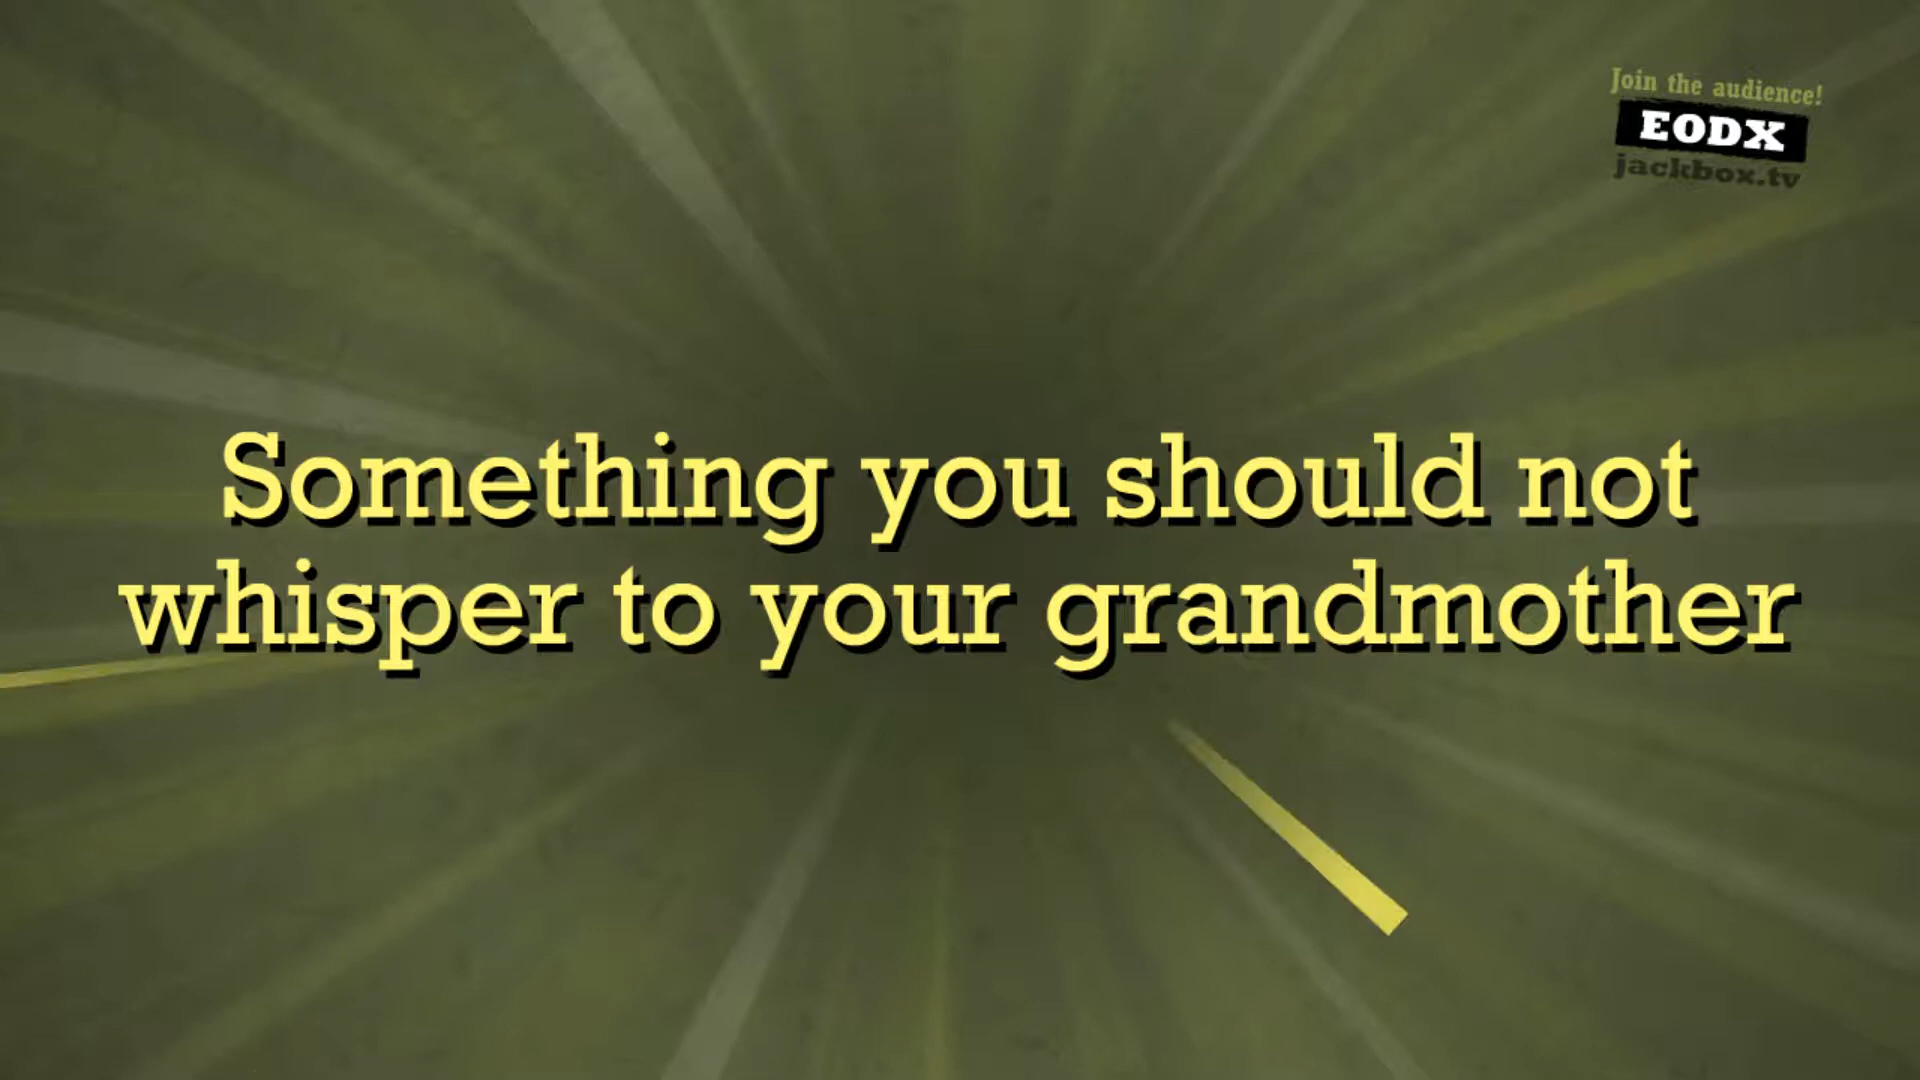 Join the audience!
EODX
jackbox.tv
Something you should not
whisper to your grandmother